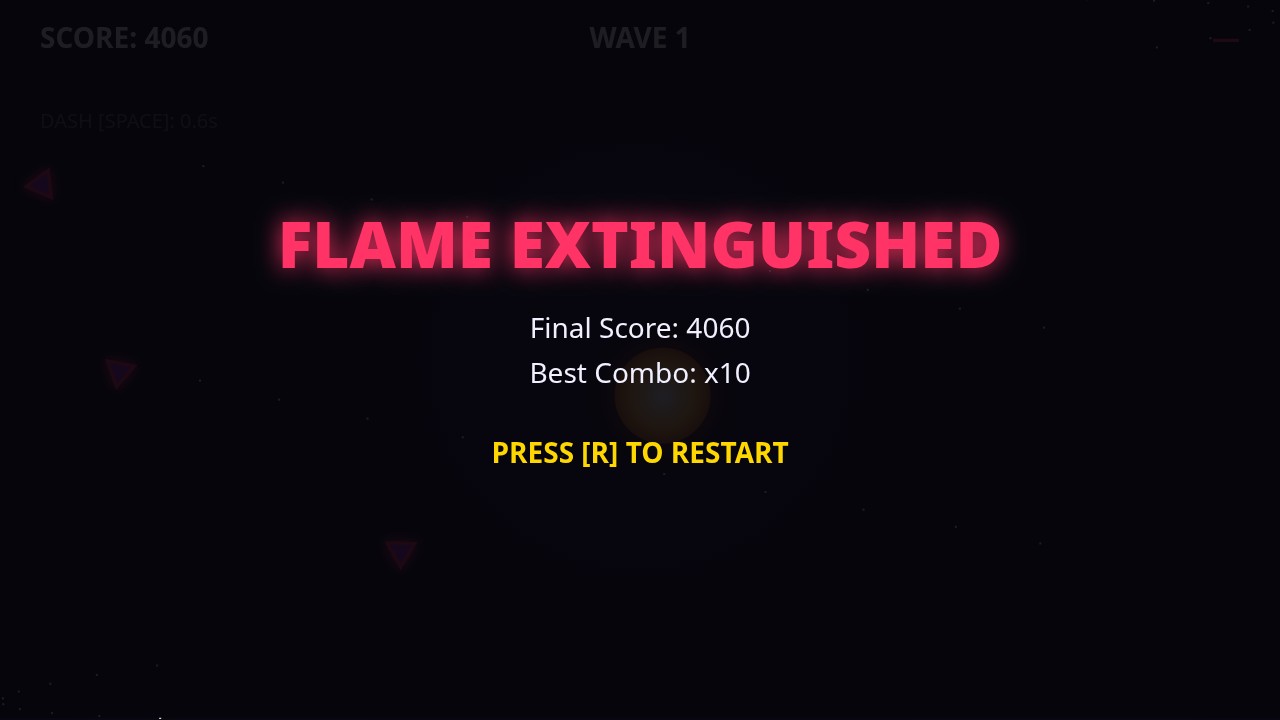 SCORE: 4060
WAVE 1
DASH [SPACE]: 0.6s
FLAME EXTINGUISHED
Final Score: 4060
Best Combo: x10
PRESS [R] TO RESTART